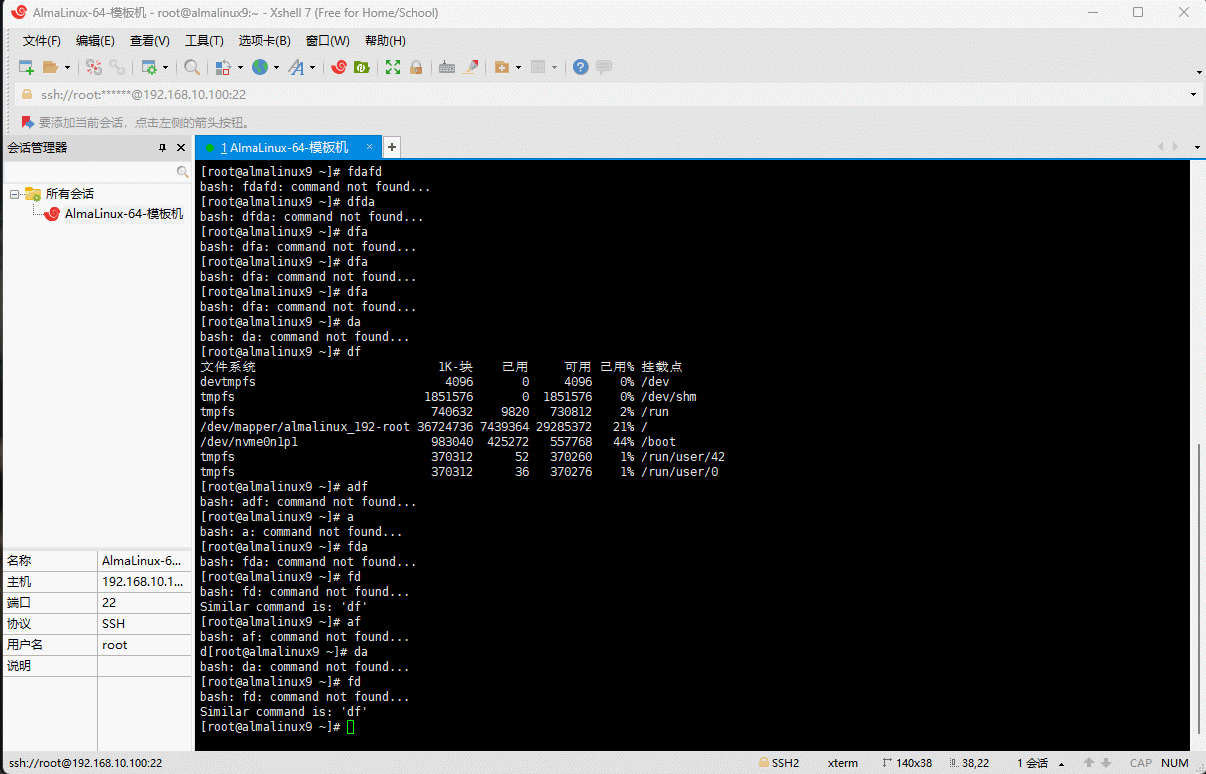 AlmaLinux-64-模板机 - root@almalinux9:~ - Xshell 7 (Free for Home/School)
文件(F) 编辑(E) 查看(V) 工具(T) 选项卡(B) 窗口(W) 帮助(H)
ssh://root:******@192.168.10.100:22
要添加当前会话，点击左侧的箭头按钮。
会话管理器
1 AlmaLinux-64-模板机
所有会话
AlmaLinux-64-模板机
名称 AlmaLinux-6...
主机 192.168.10.1...
端口 22
协议 SSH
用户名 root
说明
[root@almalinux9 ~]# fdafd
bash: fdafd: command not found...
[root@almalinux9 ~]# dfda
bash: dfda: command not found...
[root@almalinux9 ~]# dfa
bash: dfa: command not found...
[root@almalinux9 ~]# dfa
bash: dfa: command not found...
[root@almalinux9 ~]# dfa
bash: dfa: command not found...
[root@almalinux9 ~]# da
bash: da: command not found...
[root@almalinux9 ~]# df
文件系统 1K-块 已用 可用 已用% 挂载点
devtmpfs 4096 0 4096 0% /dev
tmpfs 1851576 0 1851576 0% /dev/shm
tmpfs 740632 9820 730812 2% /run
/dev/mapper/almalinux_192-root 36724736 7439364 29285372 21% /
/dev/nvme0n1p1 983040 425272 557768 44% /boot
tmpfs 370312 52 370260 1% /run/user/42
tmpfs 370312 36 370276 1% /run/user/0
[root@almalinux9 ~]# adf
bash: adf: command not found...
[root@almalinux9 ~]# a
bash: a: command not found...
[root@almalinux9 ~]# fda
bash: fda: command not found...
[root@almalinux9 ~]# fd
bash: fd: command not found...
Similar command is: 'df'
[root@almalinux9 ~]# af
bash: af: command not found...
d[root@almalinux9 ~]# da
bash: da: command not found...
[root@almalinux9 ~]# fd
bash: fd: command not found...
Similar command is: 'df'
[root@almalinux9 ~]#
ssh://root@192.168.10.100:22 SSH2 xterm 140x38 38,22 1 会话 CAP NUM